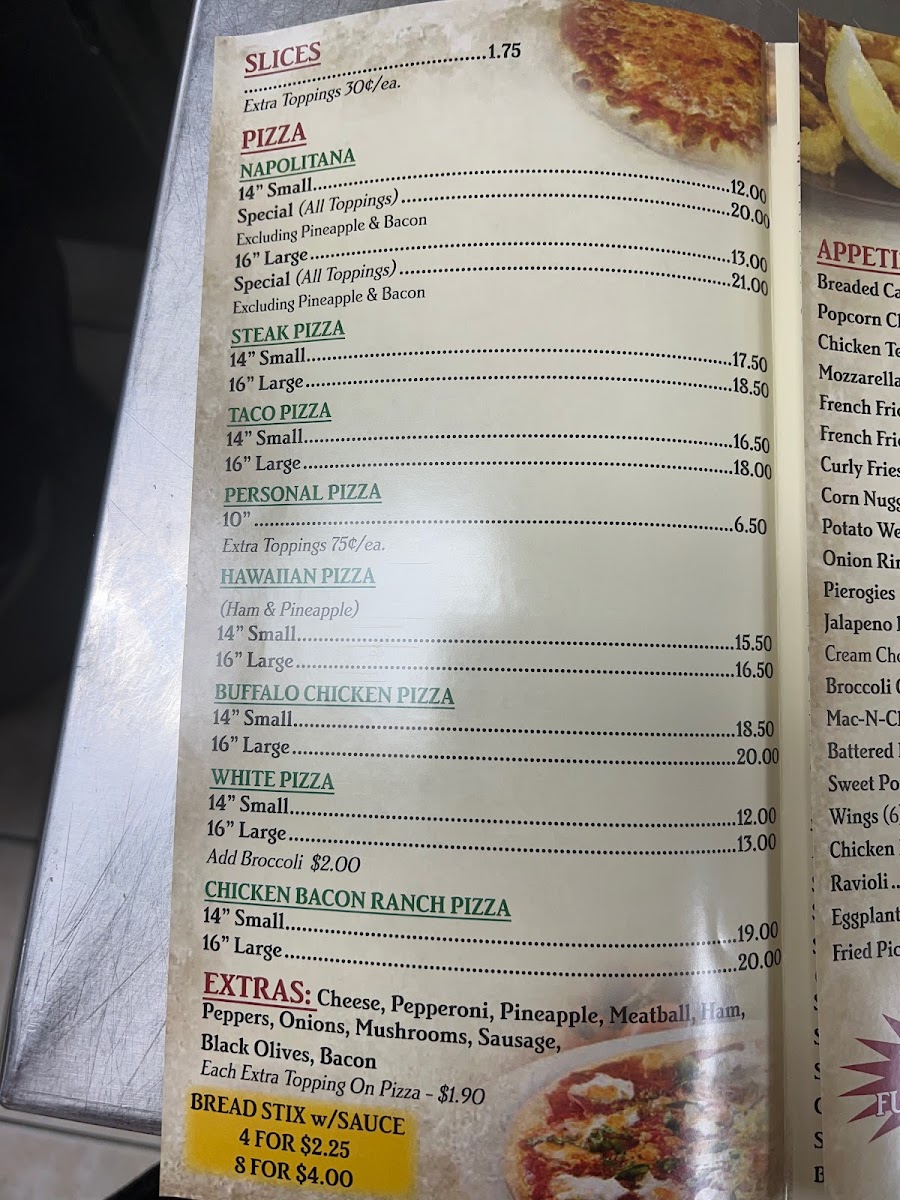 SLICES
..........1.75
Extra Toppings 30¢/ea.
PIZZA
NAPOLITANA
14" Small..........12.00
Special (All Toppings)..........20.00
Excluding Pineapple & Bacon
16" Large..........13.00
Special (All Toppings)..........21.00
Excluding Pineapple & Bacon
STEAK PIZZA
14" Small..........17.50
16" Large..........18.50
TACO PIZZA
14" Small..........16.50
16" Large..........18.00
PERSONAL PIZZA
10"..........6.50
Extra Toppings 75¢/ea.
HAWAIIAN PIZZA
(Ham & Pineapple)
14" Small..........15.50
16" Large..........16.50
BUFFALO CHICKEN PIZZA
14" Small..........18.50
16" Large..........20.00
WHITE PIZZA
14" Small..........12.00
16" Large..........13.00
Add Broccoli $2.00
CHICKEN BACON RANCH PIZZA
14" Small..........19.00
16" Large..........20.00
EXTRAS: Cheese, Pepperoni, Pineapple, Meatball, Ham,
Peppers, Onions, Mushrooms, Sausage,
Black Olives, Bacon
Each Extra Topping On Pizza - $1.90
BREAD STIX w/SAUCE
4 FOR $2.25
8 FOR $4.00
APPETI
Breaded Ca
Popcorn Ch
Chicken Te
Mozzarella
French Frie
French Frie
Curly Fries
Corn Nugg
Potato We
Onion Rin
Pierogies
Jalapeno
Cream Che
Broccoli
Mac-N-Ch
Battered
Sweet Po
Wings (6)
Chicken
Ravioli..
Eggplant
Fried Pic
FU